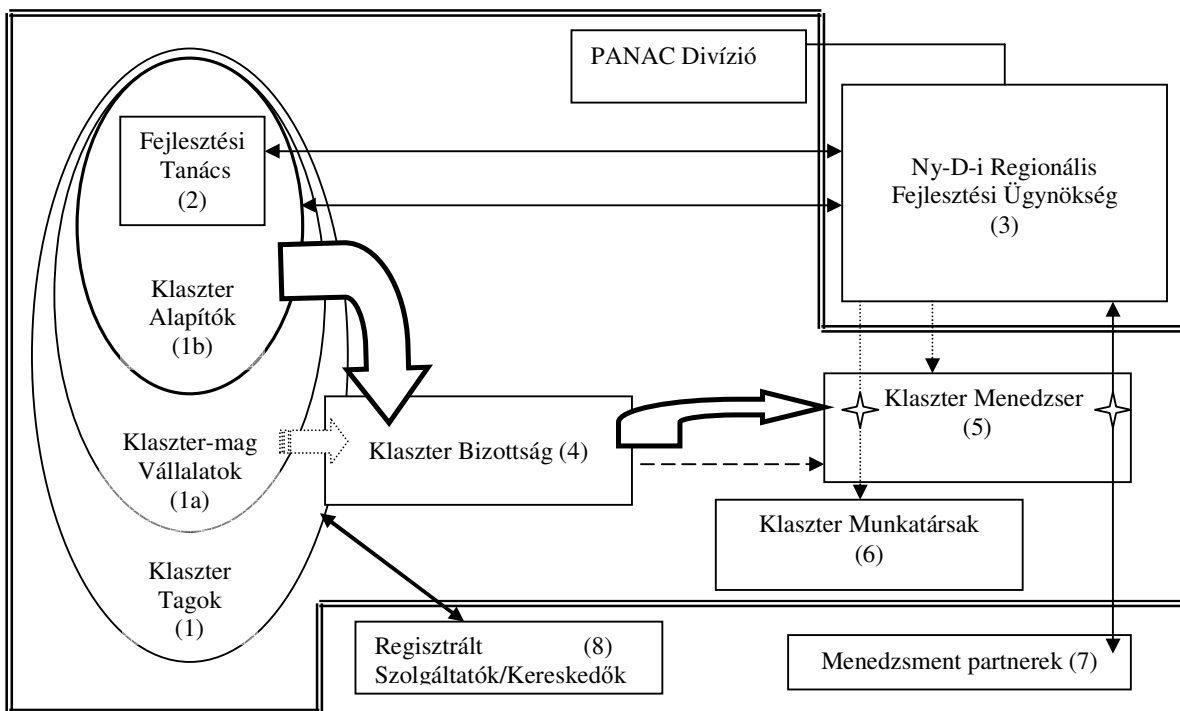 PANAC Divízió
Fejlesztési
Tanács
(2)
Ny-D-i Regionális
Fejlesztési Ügynökség
(3)
Klaszter
Alapítók
(1b)
Klaszter Menedzser
(5)
Klaszter-mag
Vállalatok
(1a)
Klaszter Bizottság (4)
Klaszter Munkatársak
(6)
Klaszter
Tagok
(1)
Regisztrált (8)
Szolgáltatók/Kereskedők
Menedzsment partnerek (7)